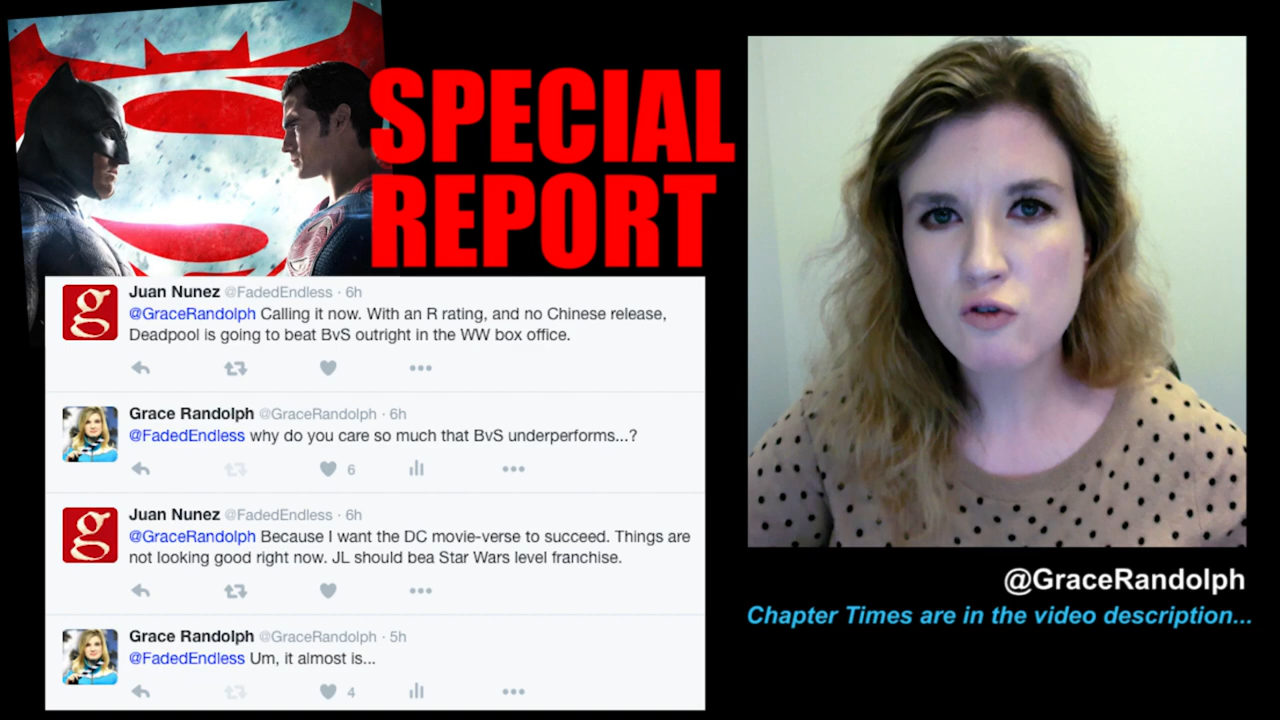 SPECIAL
REPORT
Juan Nunez @FadedEndless · 6h
@GraceRandolph Calling it now. With an R rating, and no Chinese release,
Deadpool is going to beat BvS outright in the WW box office.
Grace Randolph @GraceRandolph · 6h
@FadedEndless why do you care so much that BvS underperforms...?
6
Juan Nunez @FadedEndless · 6h
@GraceRandolph Because I want the DC movie-verse to succeed. Things are
not looking good right now. JL should bea Star Wars level franchise.
Grace Randolph @GraceRandolph · 5h
@FadedEndless Um, it almost is...
4
@GraceRandolph
Chapter Times are in the video description...